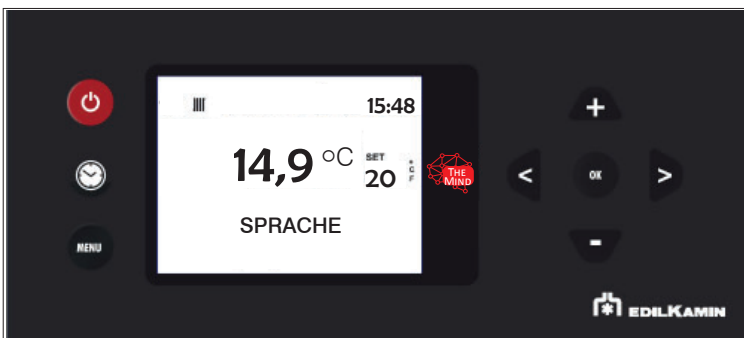 15:48
14,9 °C
SET
20
°C
F
SPRACHE
THE
MIND
MENU
OK
EDILKAMIN